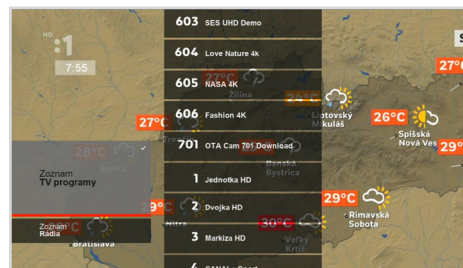 HD
:1
7:55
Zoznam
TV programy
Zoznam
Rádia
603 SES UHD Demo
604 Love Nature 4k
605 NASA 4K
606 Fashion 4K
701 OTA Cam 701 Download
1 Jednotka HD
2 Dvojka HD
3 Markiza HD
S
27°C
Žilina
27°C
Liptovský
Mikuláš
26°C
Spišská
Nová Ves
29°C
28°C
Banská
Bystrica
29°C
Rimavská
Sobota
9°C
Nitra
30°C
Veľký
Krtíš
Bratislava
27°